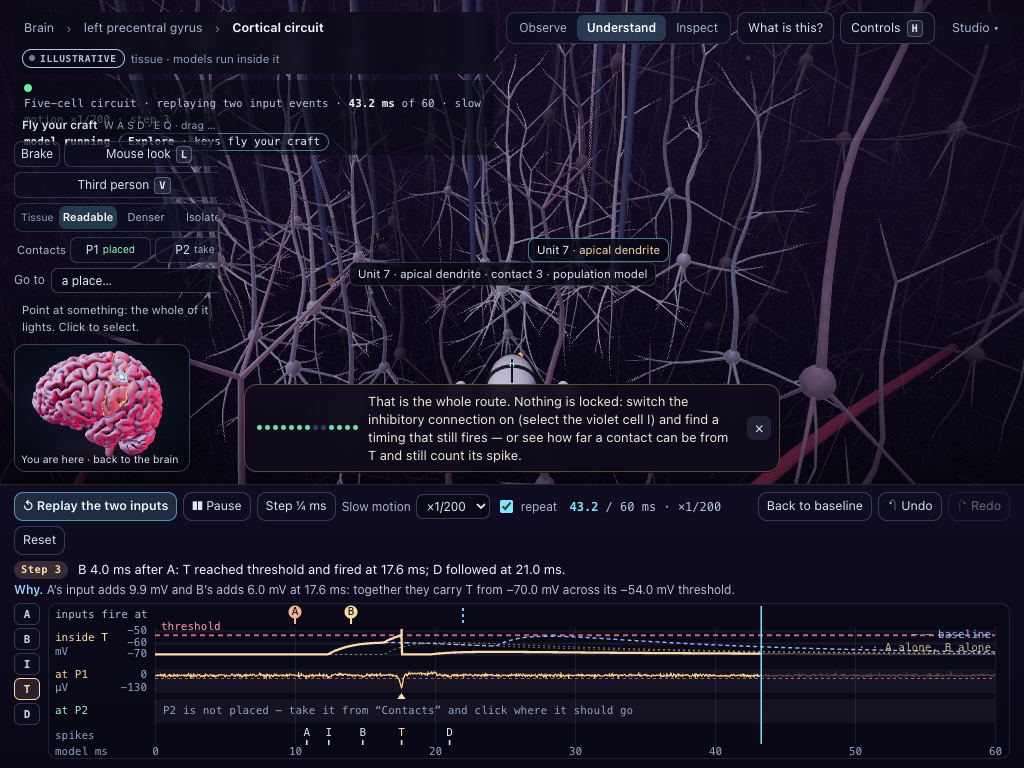 Brain › left precentral gyrus › Cortical circuit
Observe Understand Inspect What is this? Controls H Studio
ILLUSTRATIVE tissue · models run inside it
Five-cell circuit · replaying two input events · 43.2 ms of 60 · slow
motion ×1/200 · step 3
Fly your craft W A S D · E Q · drag ...
model running Explore · keys fly your craft
Brake Mouse look L
Third person V
Tissue Readable Denser Isolate
Contacts P1 placed P2 take
Go to a place...
Unit 7 · apical dendrite
Unit 7 · apical dendrite · contact 3 · population model
Point at something: the whole of it
lights. Click to select.
You are here · back to the brain
That is the whole route. Nothing is locked: switch the
inhibitory connection on (select the violet cell I) and find a
timing that still fires — or see how far a contact can be from
T and still count its spike.
×
Replay the two inputs Pause Step ¼ ms Slow motion ×1/200 repeat 43.2 / 60 ms · ×1/200 Back to baseline Undo Redo
Reset
Step 3 B 4.0 ms after A: T reached threshold and fired at 17.6 ms; D followed at 21.0 ms.
Why. A's input adds 9.9 mV and B's adds 6.0 mV at 17.6 ms: together they carry T from −70.0 mV across its −54.0 mV threshold.
A
B
I
T
D
inputs fire at A B
threshold
inside T
mV
−50
−60
−70
baseline
A alone, B alone
at P1
µV
0
−130
at P2 P2 is not placed — take it from “Contacts” and click where it should go
spikes A I B T D
model ms 0 10 20 30 40 50 60